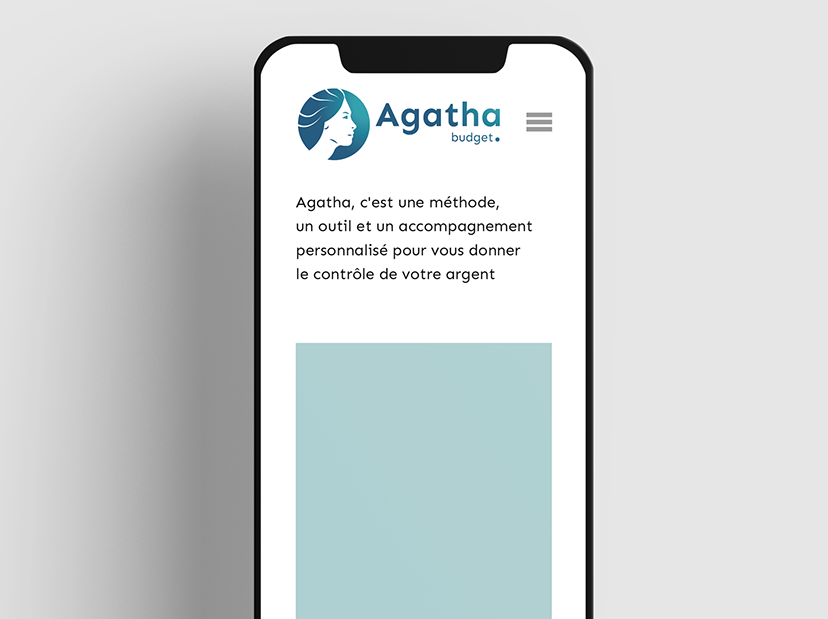 Agatha
budget.
Agatha, c'est une méthode,
un outil et un accompagnement
personnalisé pour vous donner
le contrôle de votre argent